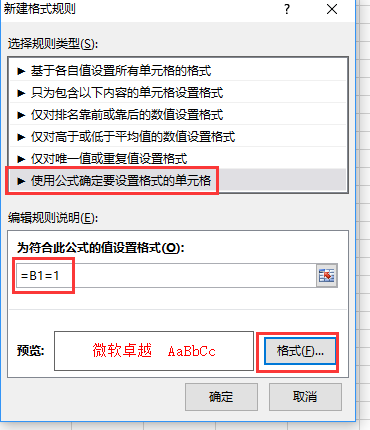 新建格式规则
?
选择规则类型(S):
► 基于各自值设置所有单元格的格式
► 只为包含以下内容的单元格设置格式
► 仅对排名靠前或靠后的数值设置格式
► 仅对高于或低于平均值的数值设置格式
► 仅对唯一值或重复值设置格式
► 使用公式确定要设置格式的单元格
编辑规则说明(E):
为符合此公式的值设置格式(O):
=B1=1
预览:
微软卓越 AaBbCc
格式(F)...
确定
取消